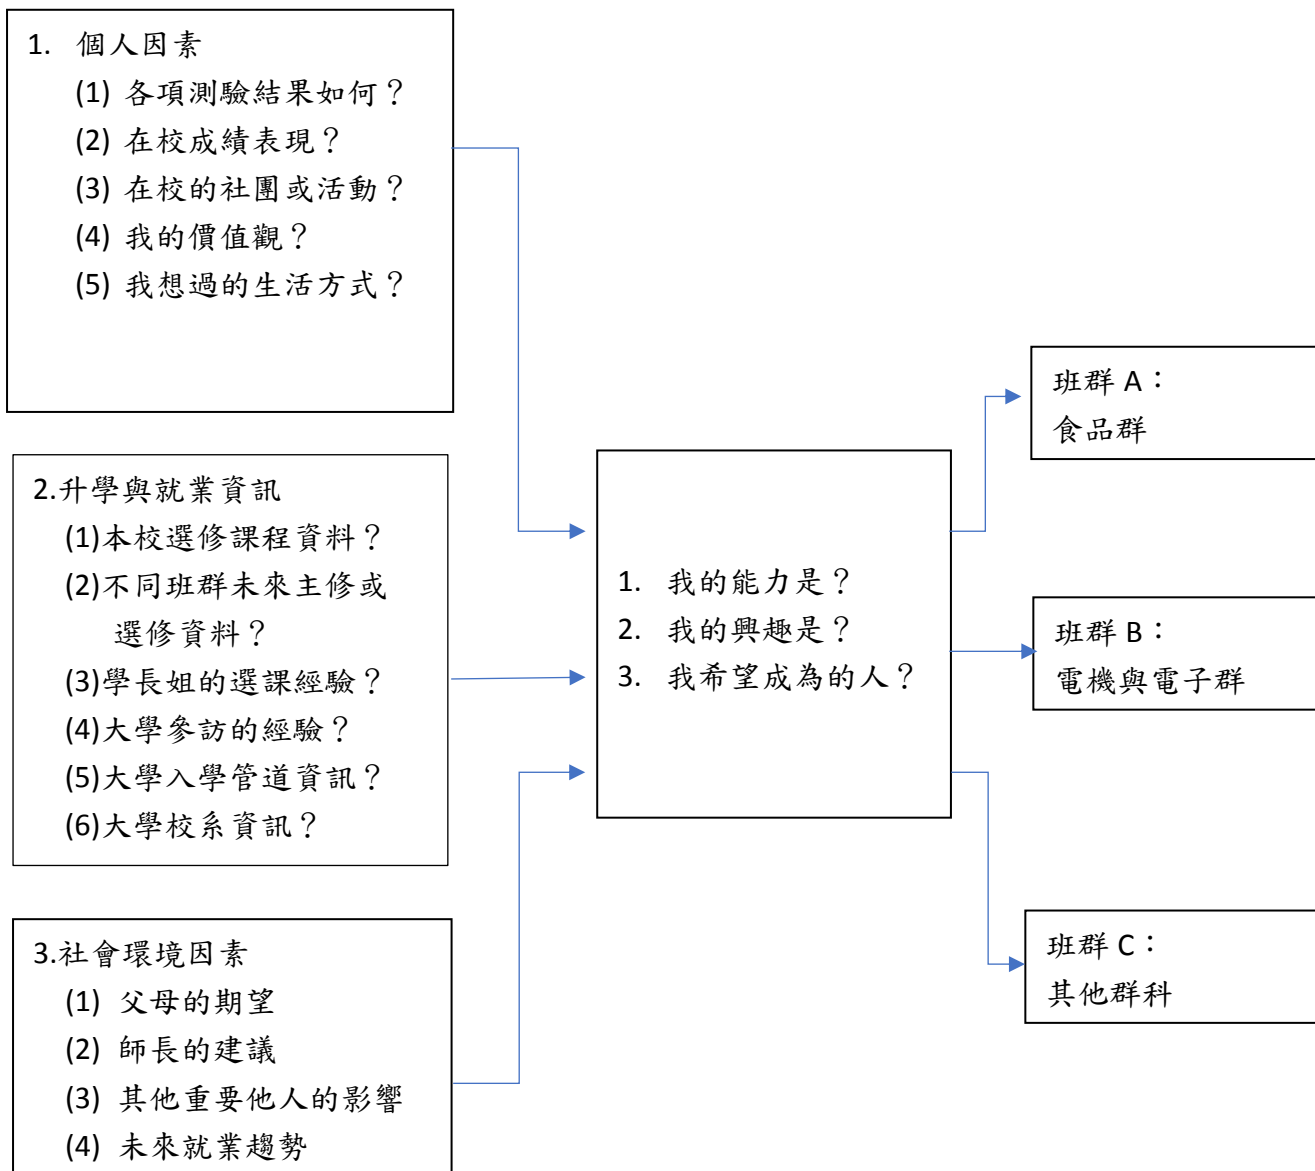 1. 個人因素
(1) 各項測驗結果如何？
(2) 在校成績表現？
(3) 在校的社團或活動？
(4) 我的價值觀？
(5) 我想過的生活方式？
2.升學與就業資訊
(1)本校選修課程資料？
(2)不同班群未來主修或
選修資料？
(3)學長姐的選課經驗？
(4)大學參訪的經驗？
(5)大學入學管道資訊？
(6)大學校系資訊？
3.社會環境因素
(1) 父母的期望
(2) 師長的建議
(3) 其他重要他人的影響
(4) 未來就業趨勢
1. 我的能力是？
2. 我的興趣是？
3. 我希望成為的人？
班群 A：
食品群
班群 B：
電機與電子群
班群 C：
其他群科